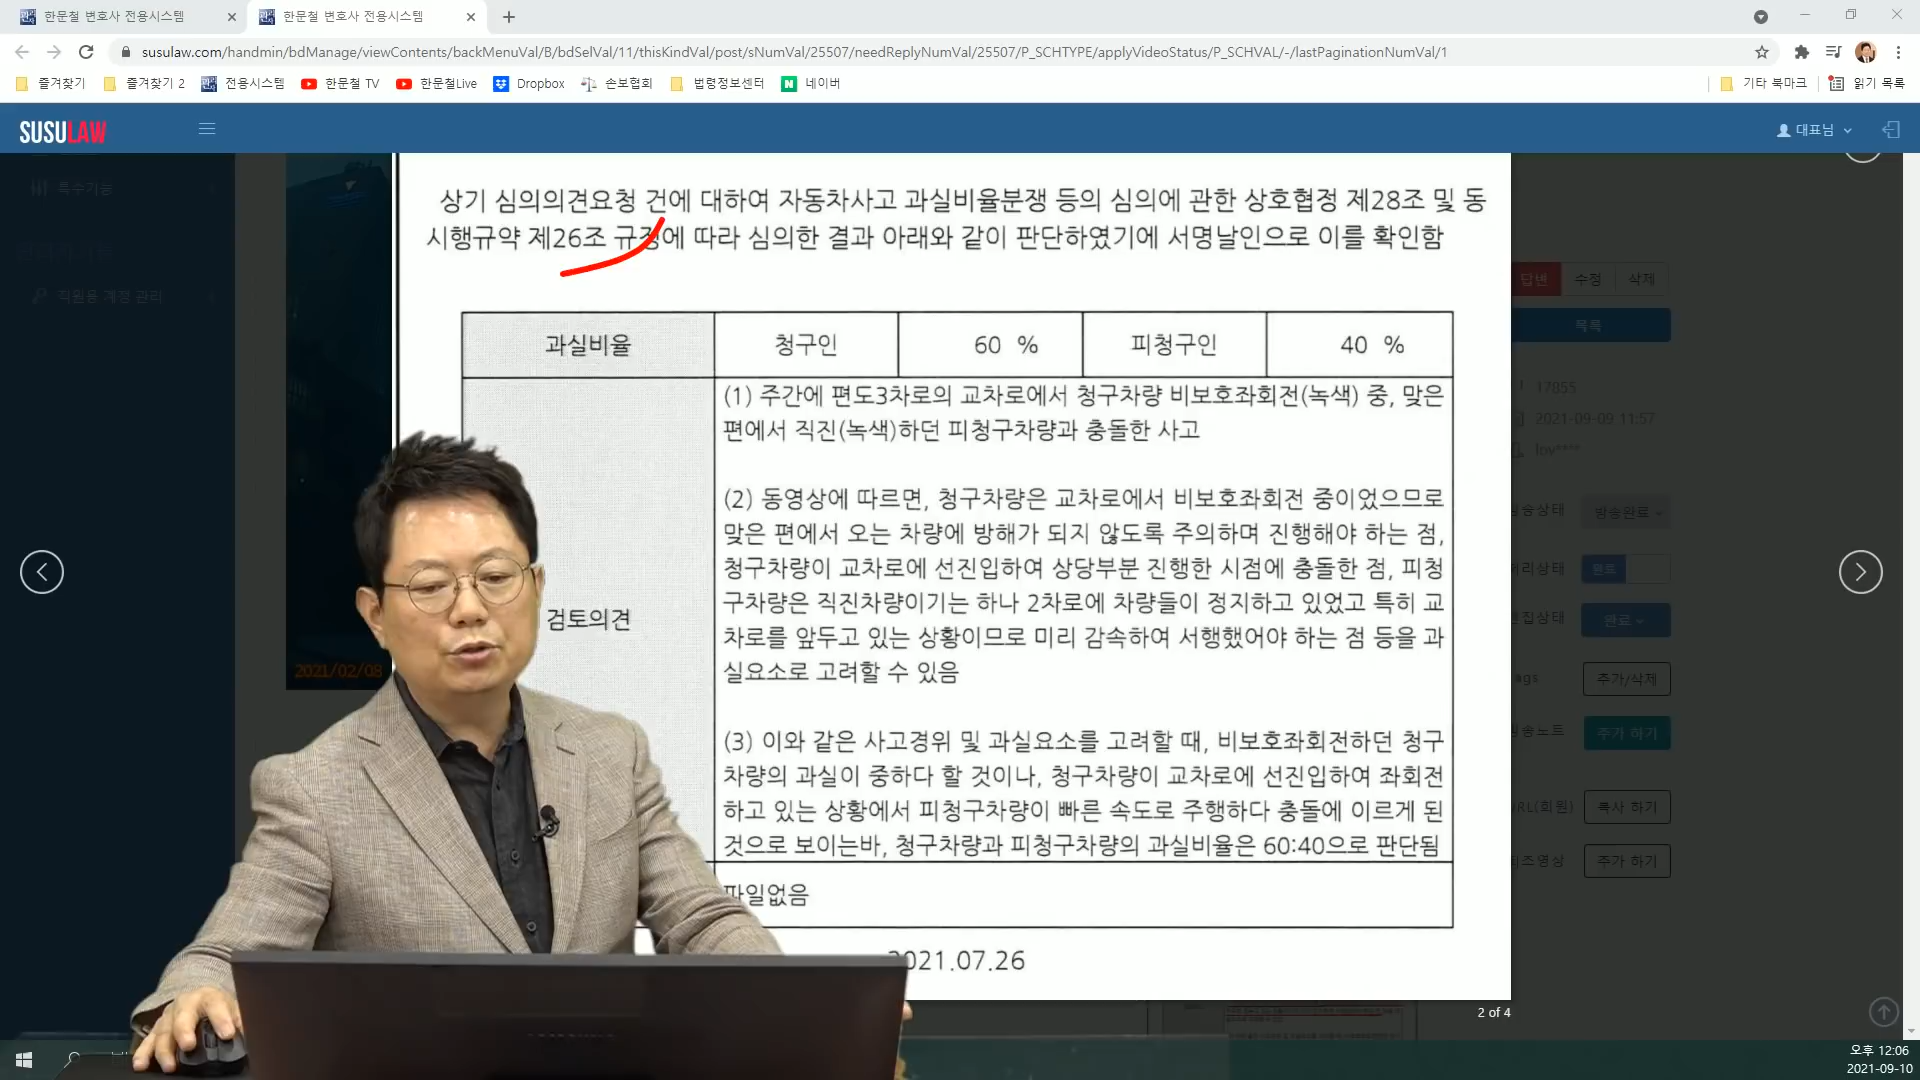 한문철 변호사 전용시스템
한문철 변호사 전용시스템
susulaw.com/handmin/bdManage/viewContents/backMenuVal/B/bdSelVal/11/thisKindVal/post/sNumVal/25507/needReplyNumVal/25507/P_SCHTYPE/applyVideoStatus/P_SCHVAL/-/lastPaginationNumVal/1
즐겨찾기 즐겨찾기 2 전용시스템 한문철 TV 한문철Live Dropbox 손보협회 법령정보센터 네이버 기타 북마크 읽기 목록
SUSULAW 대표님
특수기능
직원용 계정 관리
상기 심의의견요청 건에 대하여 자동차사고 과실비율분쟁 등의 심의에 관한 상호협정 제28조 및 동
시행규약 제26조 규정에 따라 심의한 결과 아래와 같이 판단하였기에 서명날인으로 이를 확인함
과실비율 청구인 60 % 피청구인 40 %
검토의견
(1) 주간에 편도3차로의 교차로에서 청구차량 비보호좌회전(녹색) 중, 맞은
편에서 직진(녹색)하던 피청구차량과 충돌한 사고
(2) 동영상에 따르면, 청구차량은 교차로에서 비보호좌회전 중이었으므로
맞은 편에서 오는 차량에 방해가 되지 않도록 주의하며 진행해야 하는 점,
청구차량이 교차로에 선진입하여 상당부분 진행한 시점에 충돌한 점, 피청
구차량은 직진차량이기는 하나 2차로에 차량들이 정지하고 있었고 특히 교
차로를 앞두고 있는 상황이므로 미리 감속하여 서행했어야 하는 점 등을 과
실요소로 고려할 수 있음
(3) 이와 같은 사고경위 및 과실요소를 고려할 때, 비보호좌회전하던 청구
차량의 과실이 중하다 할 것이나, 청구차량이 교차로에 선진입하여 좌회전
하고 있는 상황에서 피청구차량이 빠른 속도로 주행하다 충돌에 이르게 된
것으로 보이는바, 청구차량과 피청구차량의 과실비율은 60:40으로 판단됨
파일없음
2021.07.26
2 of 4
2021/02/08
답변 수정 삭제
목록
17855
2021-09-09 11:57
lov****
방송완료
완료
완료
추가/삭제
추가 하기
복사 하기
추가 하기
오후 12:06
2021-09-10